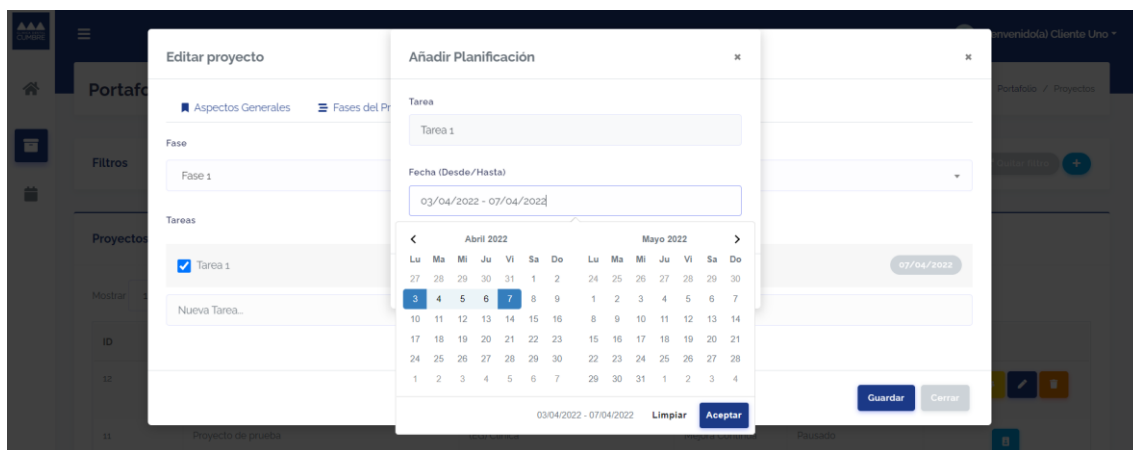 CUMBRE
envenido(a) Cliente Uno
Editar proyecto
×
Añadir Planificación
×
Portafo
Portafolio / Proyectos
Aspectos Generales
Fases del Pr
Tarea
Tarea 1
Fase
Fase 1
Filtros
Quitar filtros
+
Fecha (Desde/Hasta)
03/04/2022 - 07/04/2022
Tareas
Proyectos
Tarea 1
07/04/2022
Abril 2022
Mayo 2022
Lu Ma Mi Ju Vi Sa Do Lu Ma Mi Ju Vi Sa Do
27 28 29 30 31 1 2 24 25 26 27 28 29 30
3 4 5 6 7 8 9 1 2 3 4 5 6 7
10 11 12 13 14 15 16 8 9 10 11 12 13 14
17 18 19 20 21 22 23 15 16 17 18 19 20 21
24 25 26 27 28 29 30 22 23 24 25 26 27 28
1 2 3 4 5 6 7 29 30 31 1 2 3 4
Mostrar 1
Nueva Tarea...
ID
12
03/04/2022 - 07/04/2022
Limpiar
Aceptar
Guardar
Cerrar
11
Proyecto de prueba
Mejora Continua
Pausado